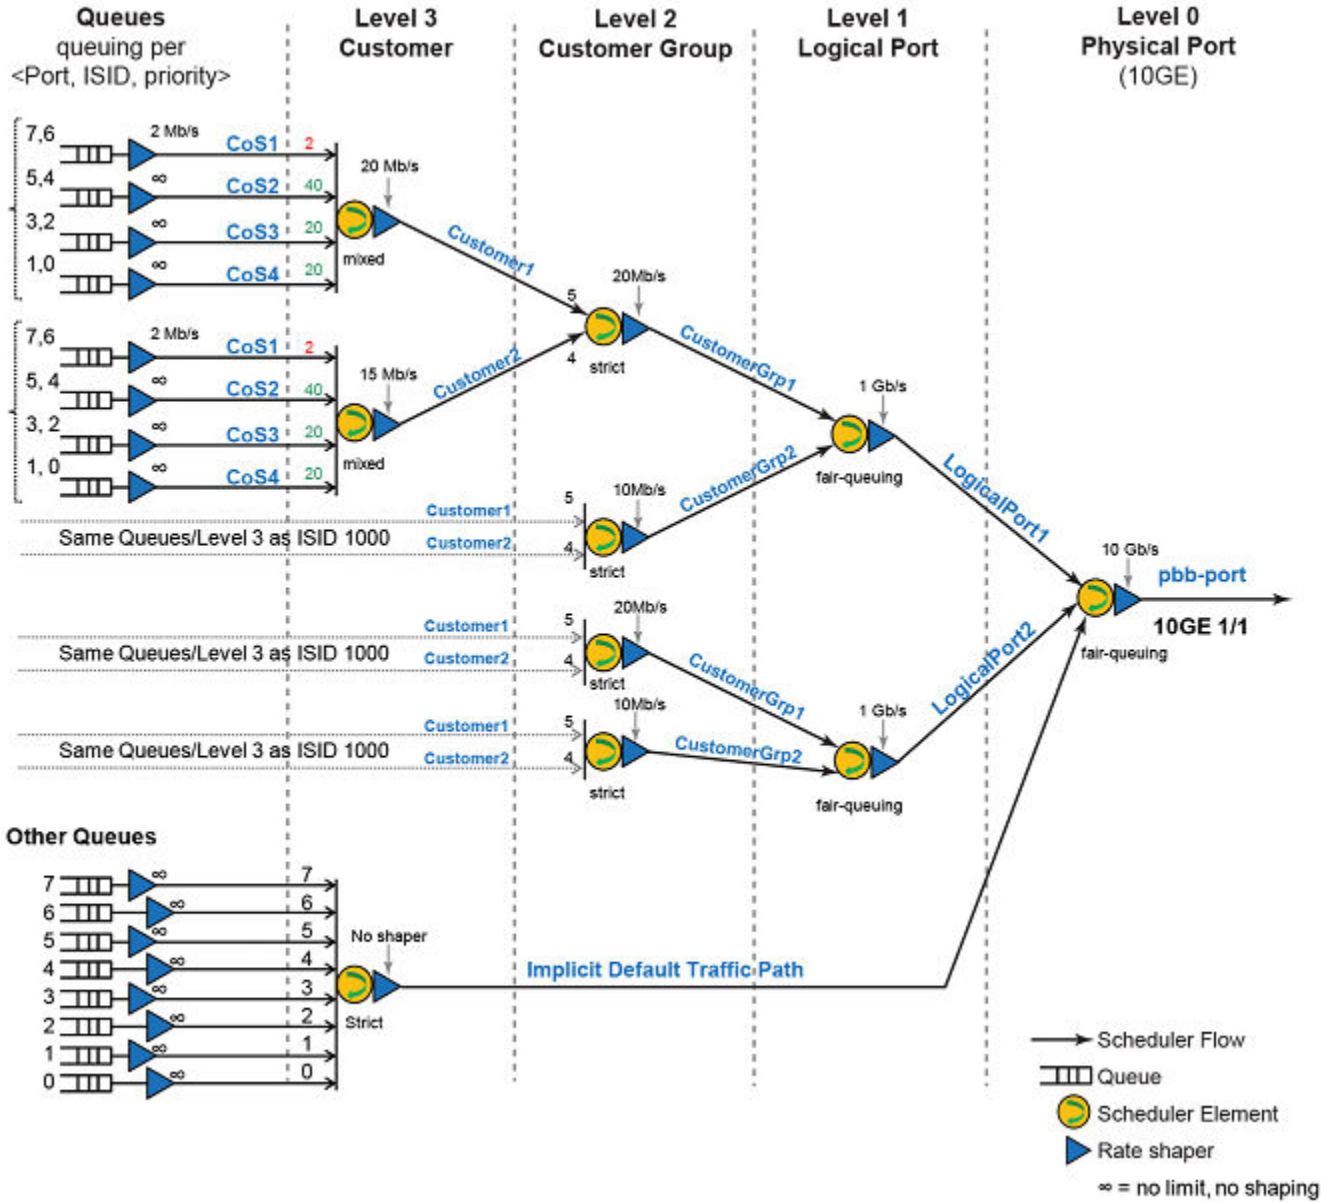 Queues
queuing per
<Port, ISID, priority>
Level 3
Customer
Level 2
Customer Group
Level 1
Logical Port
Level 0
Physical Port
(10GE)
7,6
2 Mb/s
CoS1
2
5,4
∞
CoS2
40
3,2
∞
CoS3
20
1,0
∞
CoS4
20
20 Mb/s
mixed
Customer1
7,6
2 Mb/s
CoS1
2
5, 4
∞
CoS2
40
3, 2
∞
CoS3
20
1, 0
∞
CoS4
20
15 Mb/s
mixed
Customer2
5
4
20Mb/s
strict
CustomerGrp1
Customer1
Same Queues/Level 3 as ISID 1000
Customer2
5
4
10Mb/s
strict
CustomerGrp2
1 Gb/s
fair-queuing
LogicalPort1
Customer1
Same Queues/Level 3 as ISID 1000
Customer2
5
4
20Mb/s
strict
CustomerGrp1
Customer1
Same Queues/Level 3 as ISID 1000
Customer2
5
4
10Mb/s
strict
CustomerGrp2
1 Gb/s
fair-queuing
LogicalPort2
10 Gb/s
fair-queuing
pbb-port
10GE 1/1
Other Queues
7 ∞ 7
6 ∞ 6
5 ∞ 5
4 ∞ 4
3 ∞ 3
2 ∞ 2
1 ∞ 1
0 ∞ 0
No shaper
Strict
Implicit Default Traffic Path
Scheduler Flow
Queue
Scheduler Element
Rate shaper
∞ = no limit, no shaping